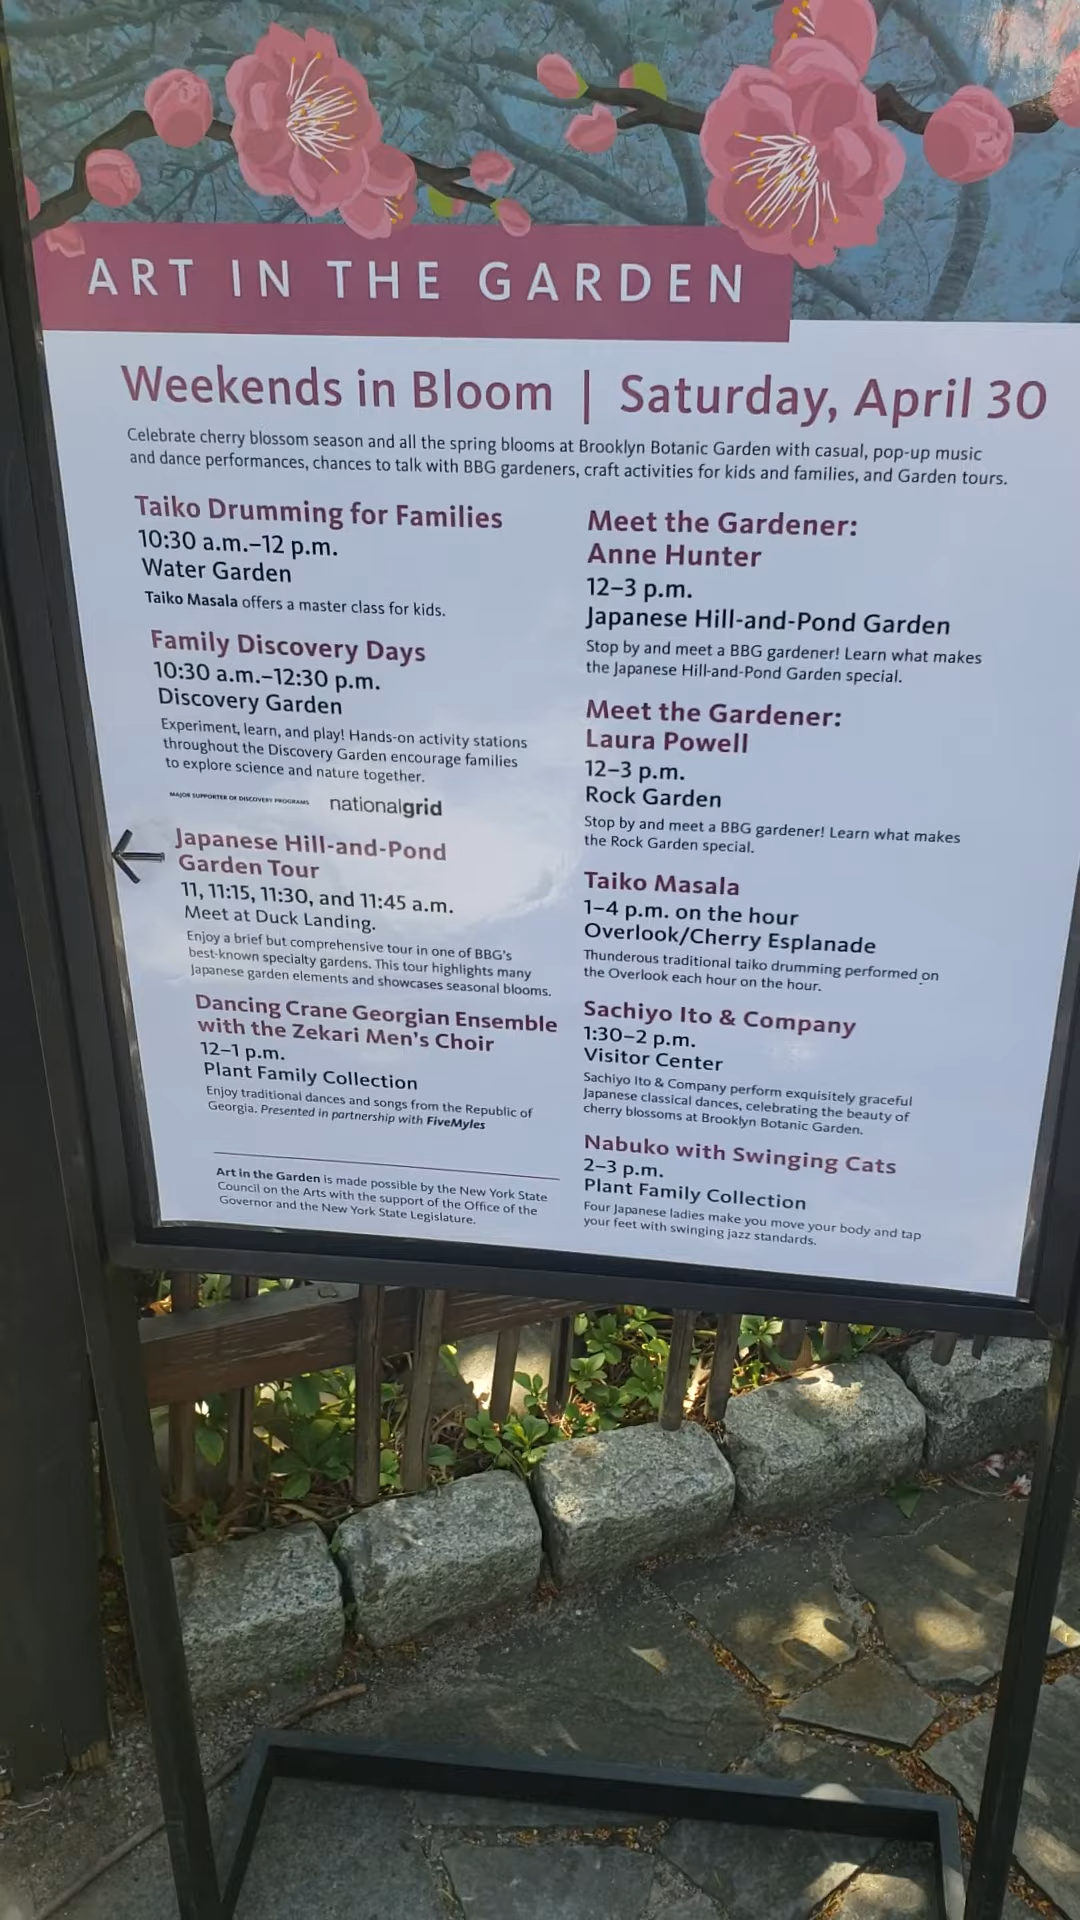 ART IN THE GARDEN
Weekends in Bloom | Saturday, April 30
Celebrate cherry blossom season and all the spring blooms at Brooklyn Botanic Garden with casual, pop-up music
and dance performances, chances to talk with BBG gardeners, craft activities for kids and families, and Garden tours.
Taiko Drumming for Families
10:30 a.m.–12 p.m.
Water Garden
Taiko Masala offers a master class for kids.
Family Discovery Days
10:30 a.m.–12:30 p.m.
Discovery Garden
Experiment, learn, and play! Hands-on activity stations
throughout the Discovery Garden encourage families
to explore science and nature together.
MAJOR SUPPORTER OF DISCOVERY PROGRAMS nationalgrid
Japanese Hill-and-Pond
Garden Tour
11, 11:15, 11:30, and 11:45 a.m.
Meet at Duck Landing.
Enjoy a brief but comprehensive tour in one of BBG's
best-known specialty gardens. This tour highlights many
Japanese garden elements and showcases seasonal blooms.
Dancing Crane Georgian Ensemble
with the Zekari Men's Choir
12–1 p.m.
Plant Family Collection
Enjoy traditional dances and songs from the Republic of
Georgia. Presented in partnership with FiveMyles
Art in the Garden is made possible by the New York State
Council on the Arts with the support of the Office of the
Governor and the New York State Legislature.
Meet the Gardener:
Anne Hunter
12–3 p.m.
Japanese Hill-and-Pond Garden
Stop by and meet a BBG gardener! Learn what makes
the Japanese Hill-and-Pond Garden special.
Meet the Gardener:
Laura Powell
12–3 p.m.
Rock Garden
Stop by and meet a BBG gardener! Learn what makes
the Rock Garden special.
Taiko Masala
1–4 p.m. on the hour
Overlook/Cherry Esplanade
Thunderous traditional taiko drumming performed on
the Overlook each hour on the hour.
Sachiyo Ito & Company
1:30–2 p.m.
Visitor Center
Sachiyo Ito & Company perform exquisitely graceful
Japanese classical dances, celebrating the beauty of
cherry blossoms at Brooklyn Botanic Garden.
Nabuko with Swinging Cats
2–3 p.m.
Plant Family Collection
Four Japanese ladies make you move your body and tap
your feet with swinging jazz standards.